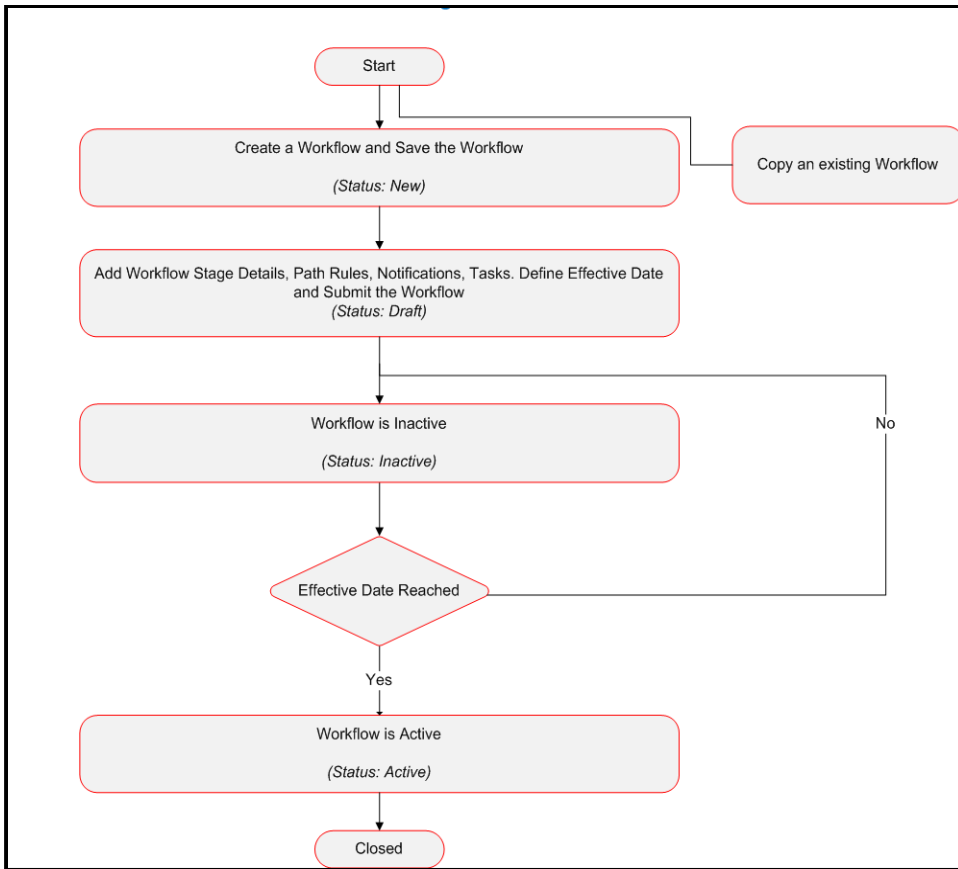 Start
Create a Workflow and Save the Workflow
(Status: New)
Copy an existing Workflow
Add Workflow Stage Details, Path Rules, Notifications, Tasks. Define Effective Date
and Submit the Workflow
(Status: Draft)
Workflow is Inactive
(Status: Inactive)
No
Effective Date Reached
Yes
Workflow is Active
(Status: Active)
Closed